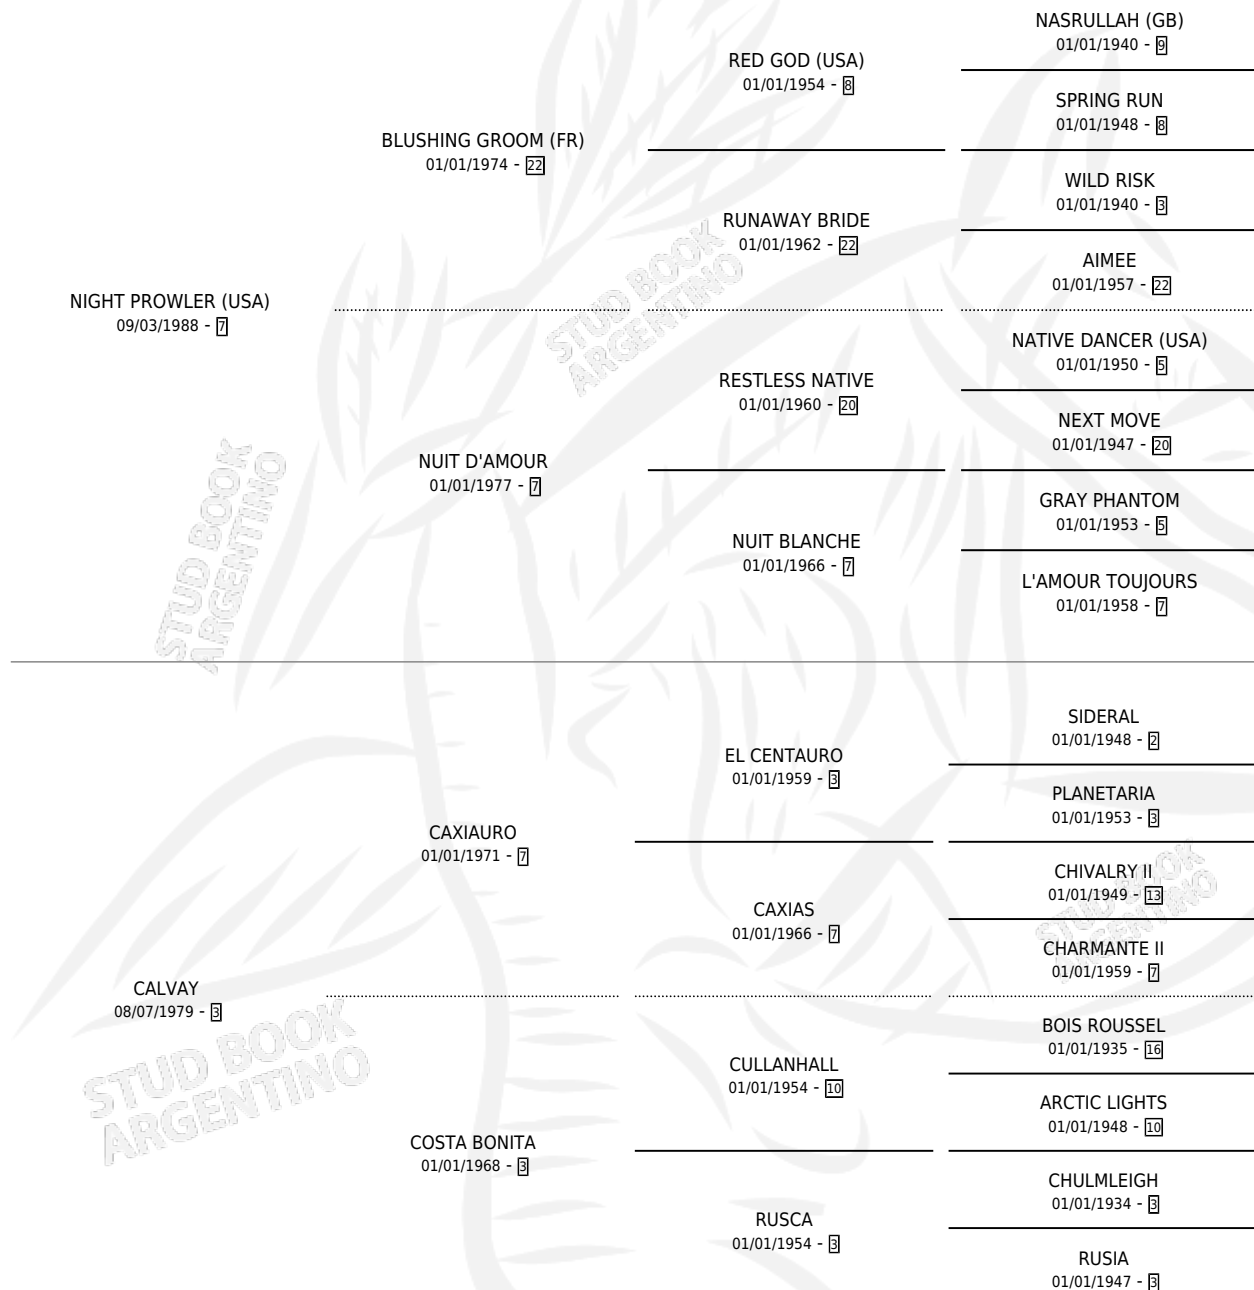 NASRULLAH (GB)
01/01/1940 - 9
RED GOD (USA)
01/01/1954 - 8
SPRING RUN
01/01/1948 - 8
BLUSHING GROOM (FR)
01/01/1974 - 22
WILD RISK
01/01/1940 - 3
RUNAWAY BRIDE
01/01/1962 - 22
AIMEE
01/01/1957 - 22
NIGHT PROWLER (USA)
09/03/1988 - 7
NATIVE DANCER (USA)
01/01/1950 - 5
RESTLESS NATIVE
01/01/1960 - 20
NEXT MOVE
01/01/1947 - 20
NUIT D'AMOUR
01/01/1977 - 7
GRAY PHANTOM
01/01/1953 - 5
NUIT BLANCHE
01/01/1966 - 7
L'AMOUR TOUJOURS
01/01/1958 - 7
STUD BOOK
ARGENTINO
STUD BOOK
ARGENTINO
SIDERAL
01/01/1948 - 2
EL CENTAURO
01/01/1959 - 3
PLANETARIA
01/01/1953 - 3
CAXIAURO
01/01/1971 - 7
CHIVALRY II
01/01/1949 - 13
CAXIAS
01/01/1966 - 7
CHARMANTE II
01/01/1959 - 7
CALVAY
08/07/1979 - 3
BOIS ROUSSEL
01/01/1935 - 16
CULLANHALL
01/01/1954 - 10
ARCTIC LIGHTS
01/01/1948 - 10
COSTA BONITA
01/01/1968 - 3
CHULMLEIGH
01/01/1934 - 3
RUSCA
01/01/1954 - 3
RUSIA
01/01/1947 - 3
STUD BOOK
ARGENTINO
STUD BOOK
ARGENTINO